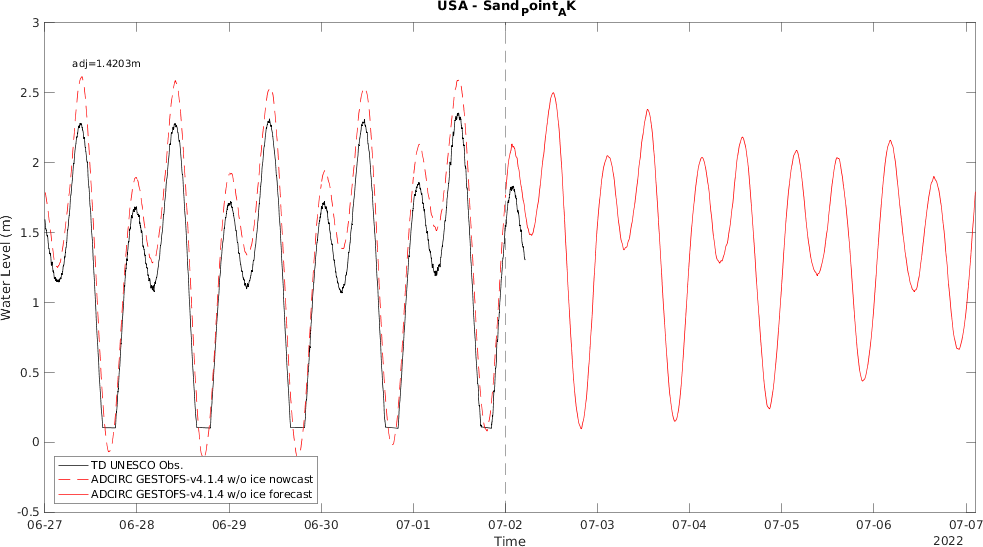 USA - Sand_Point_AK
adj=1.4203m
3
2.5
2
1.5
1
0.5
0
-0.5
Water Level (m)
TD UNESCO Obs.
ADCIRC GESTOFS-v4.1.4 w/o ice nowcast
ADCIRC GESTOFS-v4.1.4 w/o ice forecast
06-27 06-28 06-29 06-30 07-01 07-02 07-03 07-04 07-05 07-06 07-07
Time
2022